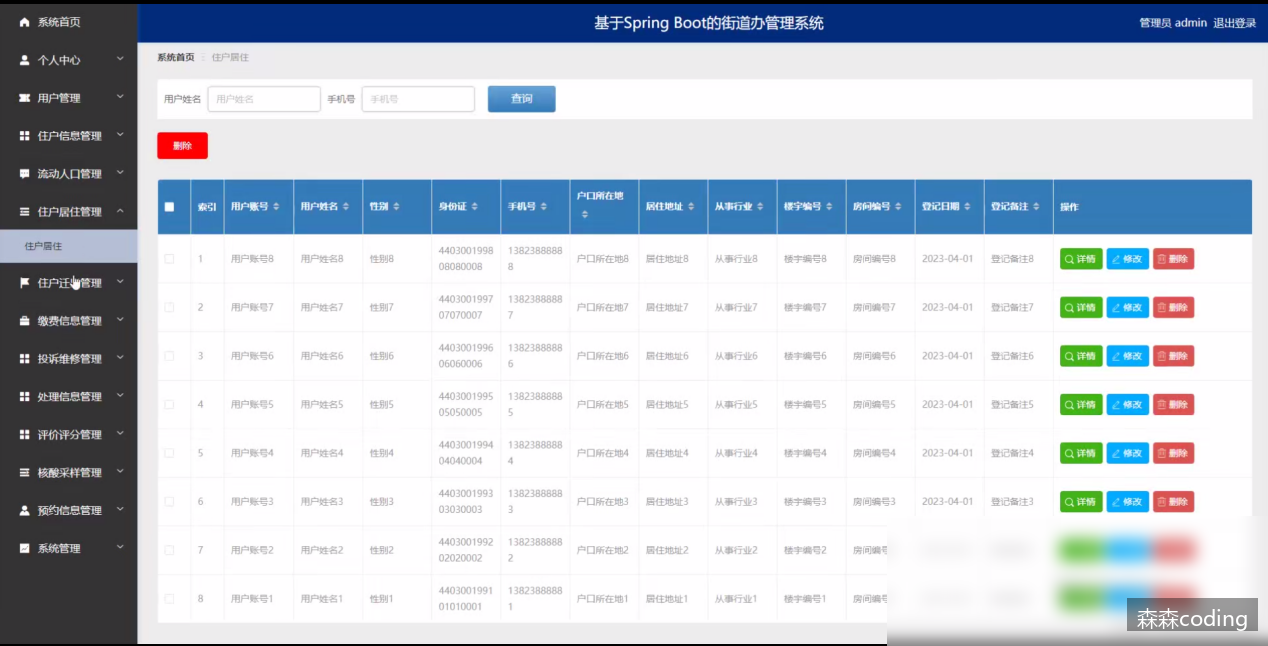 系统首页
个人中心
用户管理
住户信息管理
流动人口管理
住户居住管理
住户居住
住户迁 管理
缴费信息管理
投诉维修管理
处理信息管理
评价评分管理
核酸采样管理
预约信息管理
系统管理
基于Spring Boot的街道办管理系统
管理员 admin 退出登录
系统首页 住户居住
用户姓名 用户姓名 手机号 手机号 查询
删除
索引 用户账号 用户姓名 性别 身份证 手机号 户口所在地 居住地址 从事行业 楼宇编号 房间编号 登记日期 登记备注 操作
1 用户账号8 用户姓名8 性别8 440300199808080008 13823888888 户口所在地8 居住地址8 从事行业8 楼宇编号8 房间编号8 2023-04-01 登记备注8 详情 修改 删除
2 用户账号7 用户姓名7 性别7 440300199707070007 13823888887 户口所在地7 居住地址7 从事行业7 楼宇编号7 房间编号7 2023-04-01 登记备注7 详情 修改 删除
3 用户账号6 用户姓名6 性别6 440300199606060006 13823888886 户口所在地6 居住地址6 从事行业6 楼宇编号6 房间编号6 2023-04-01 登记备注6 详情 修改 删除
4 用户账号5 用户姓名5 性别5 440300199505050005 13823888885 户口所在地5 居住地址5 从事行业5 楼宇编号5 房间编号5 2023-04-01 登记备注5 详情 修改 删除
5 用户账号4 用户姓名4 性别4 440300199404040004 13823888884 户口所在地4 居住地址4 从事行业4 楼宇编号4 房间编号4 2023-04-01 登记备注4 详情 修改 删除
6 用户账号3 用户姓名3 性别3 440300199303030003 13823888883 户口所在地3 居住地址3 从事行业3 楼宇编号3 房间编号3 2023-04-01 登记备注3 详情 修改 删除
7 用户账号2 用户姓名2 性别2 440300199202020002 13823888882 户口所在地2 居住地址2 从事行业2 楼宇编号2 房间编号
8 用户账号1 用户姓名1 性别1 440300199101010001 13823888881 户口所在地1 居住地址1 从事行业1 楼宇编号1 房间编号
森森coding